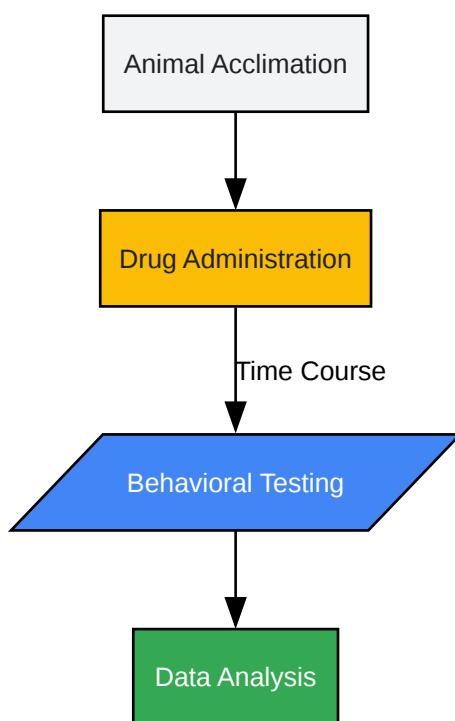 Animal Acclimation
Drug Administration
Time Course
Behavioral Testing
Data Analysis